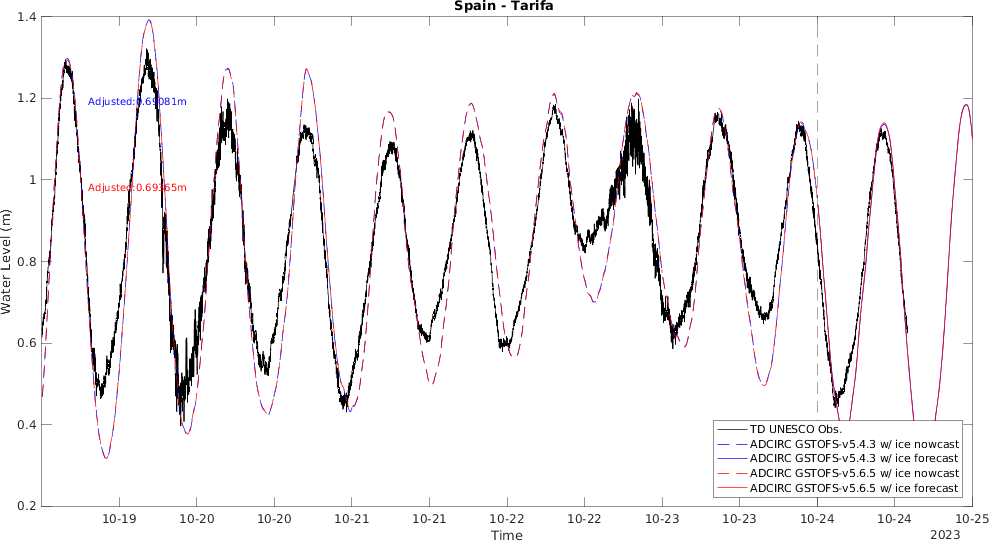 Spain - Tarifa
1.4
1.2
1
0.8
0.6
0.4
0.2
Water Level (m)
Adjusted:0.69081m
Adjusted:0.69365m
TD UNESCO Obs.
ADCIRC GSTOFS-v5.4.3 w/ ice nowcast
ADCIRC GSTOFS-v5.4.3 w/ ice forecast
ADCIRC GSTOFS-v5.6.5 w/ ice nowcast
ADCIRC GSTOFS-v5.6.5 w/ ice forecast
10-19 10-20 10-20 10-21 10-21 10-22 10-22 10-23 10-23 10-24 10-24 10-25
Time
2023